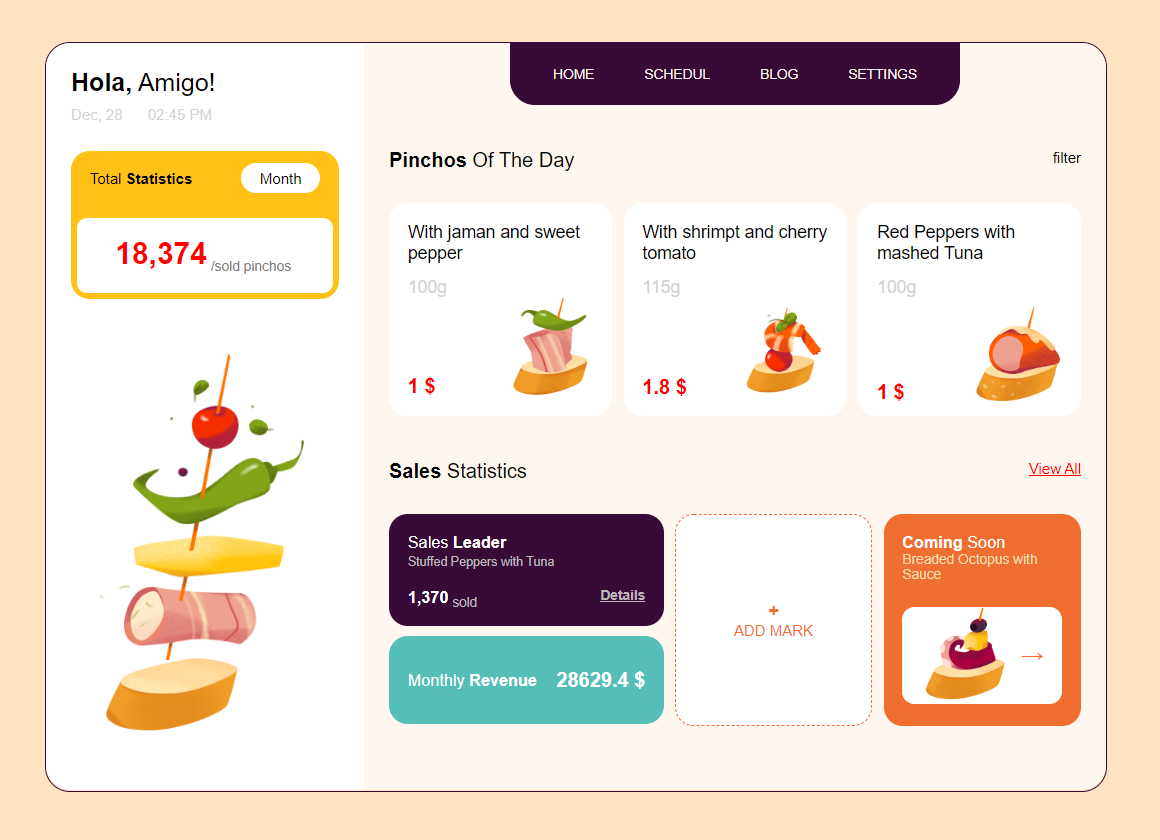 Hola, Amigo!
Dec, 28 02:45 PM
Total Statistics
Month
18,374 /sold pinchos
HOME SCHEDUL BLOG SETTINGS
Pinchos Of The Day
filter
With jaman and sweet
pepper
100g
1 $
With shrimpt and cherry
tomato
115g
1.8 $
Red Peppers with
mashed Tuna
100g
1 $
Sales Statistics
View All
Sales Leader
Stuffed Peppers with Tuna
1,370 sold
Details
Monthly Revenue 28629.4 $
+
ADD MARK
Coming Soon
Breaded Octopus with
Sauce
→